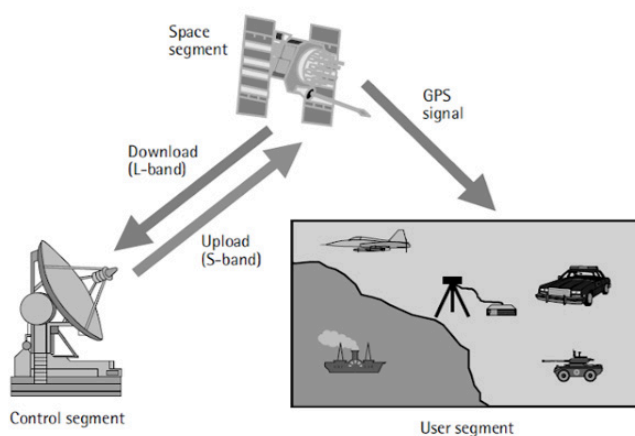 Space
segment
GPS
signal
Download
(L-band)
Upload
(S-band)
Control segment
User segment